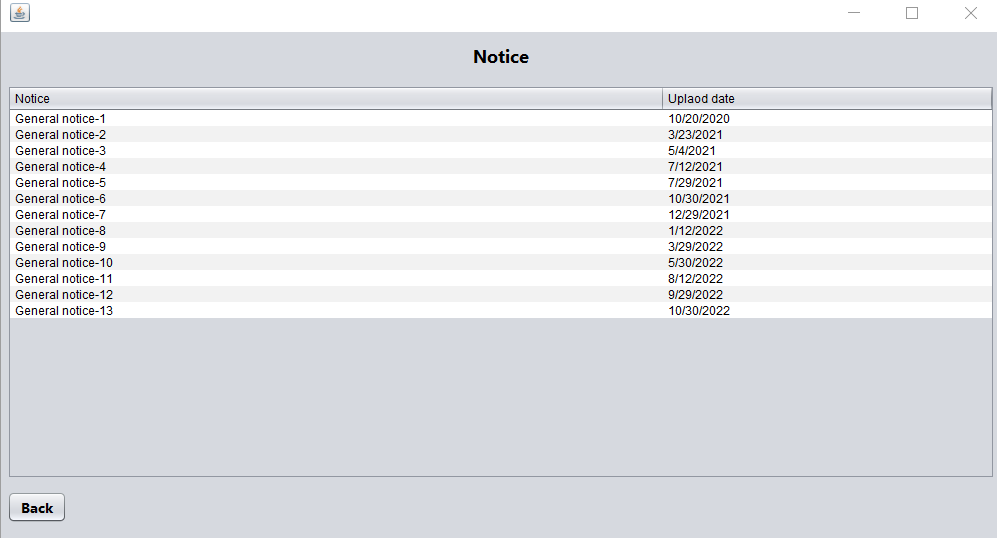 Notice
Notice Uplaod date
General notice-1 10/20/2020
General notice-2 3/23/2021
General notice-3 5/4/2021
General notice-4 7/12/2021
General notice-5 7/29/2021
General notice-6 10/30/2021
General notice-7 12/29/2021
General notice-8 1/12/2022
General notice-9 3/29/2022
General notice-10 5/30/2022
General notice-11 8/12/2022
General notice-12 9/29/2022
General notice-13 10/30/2022
Back